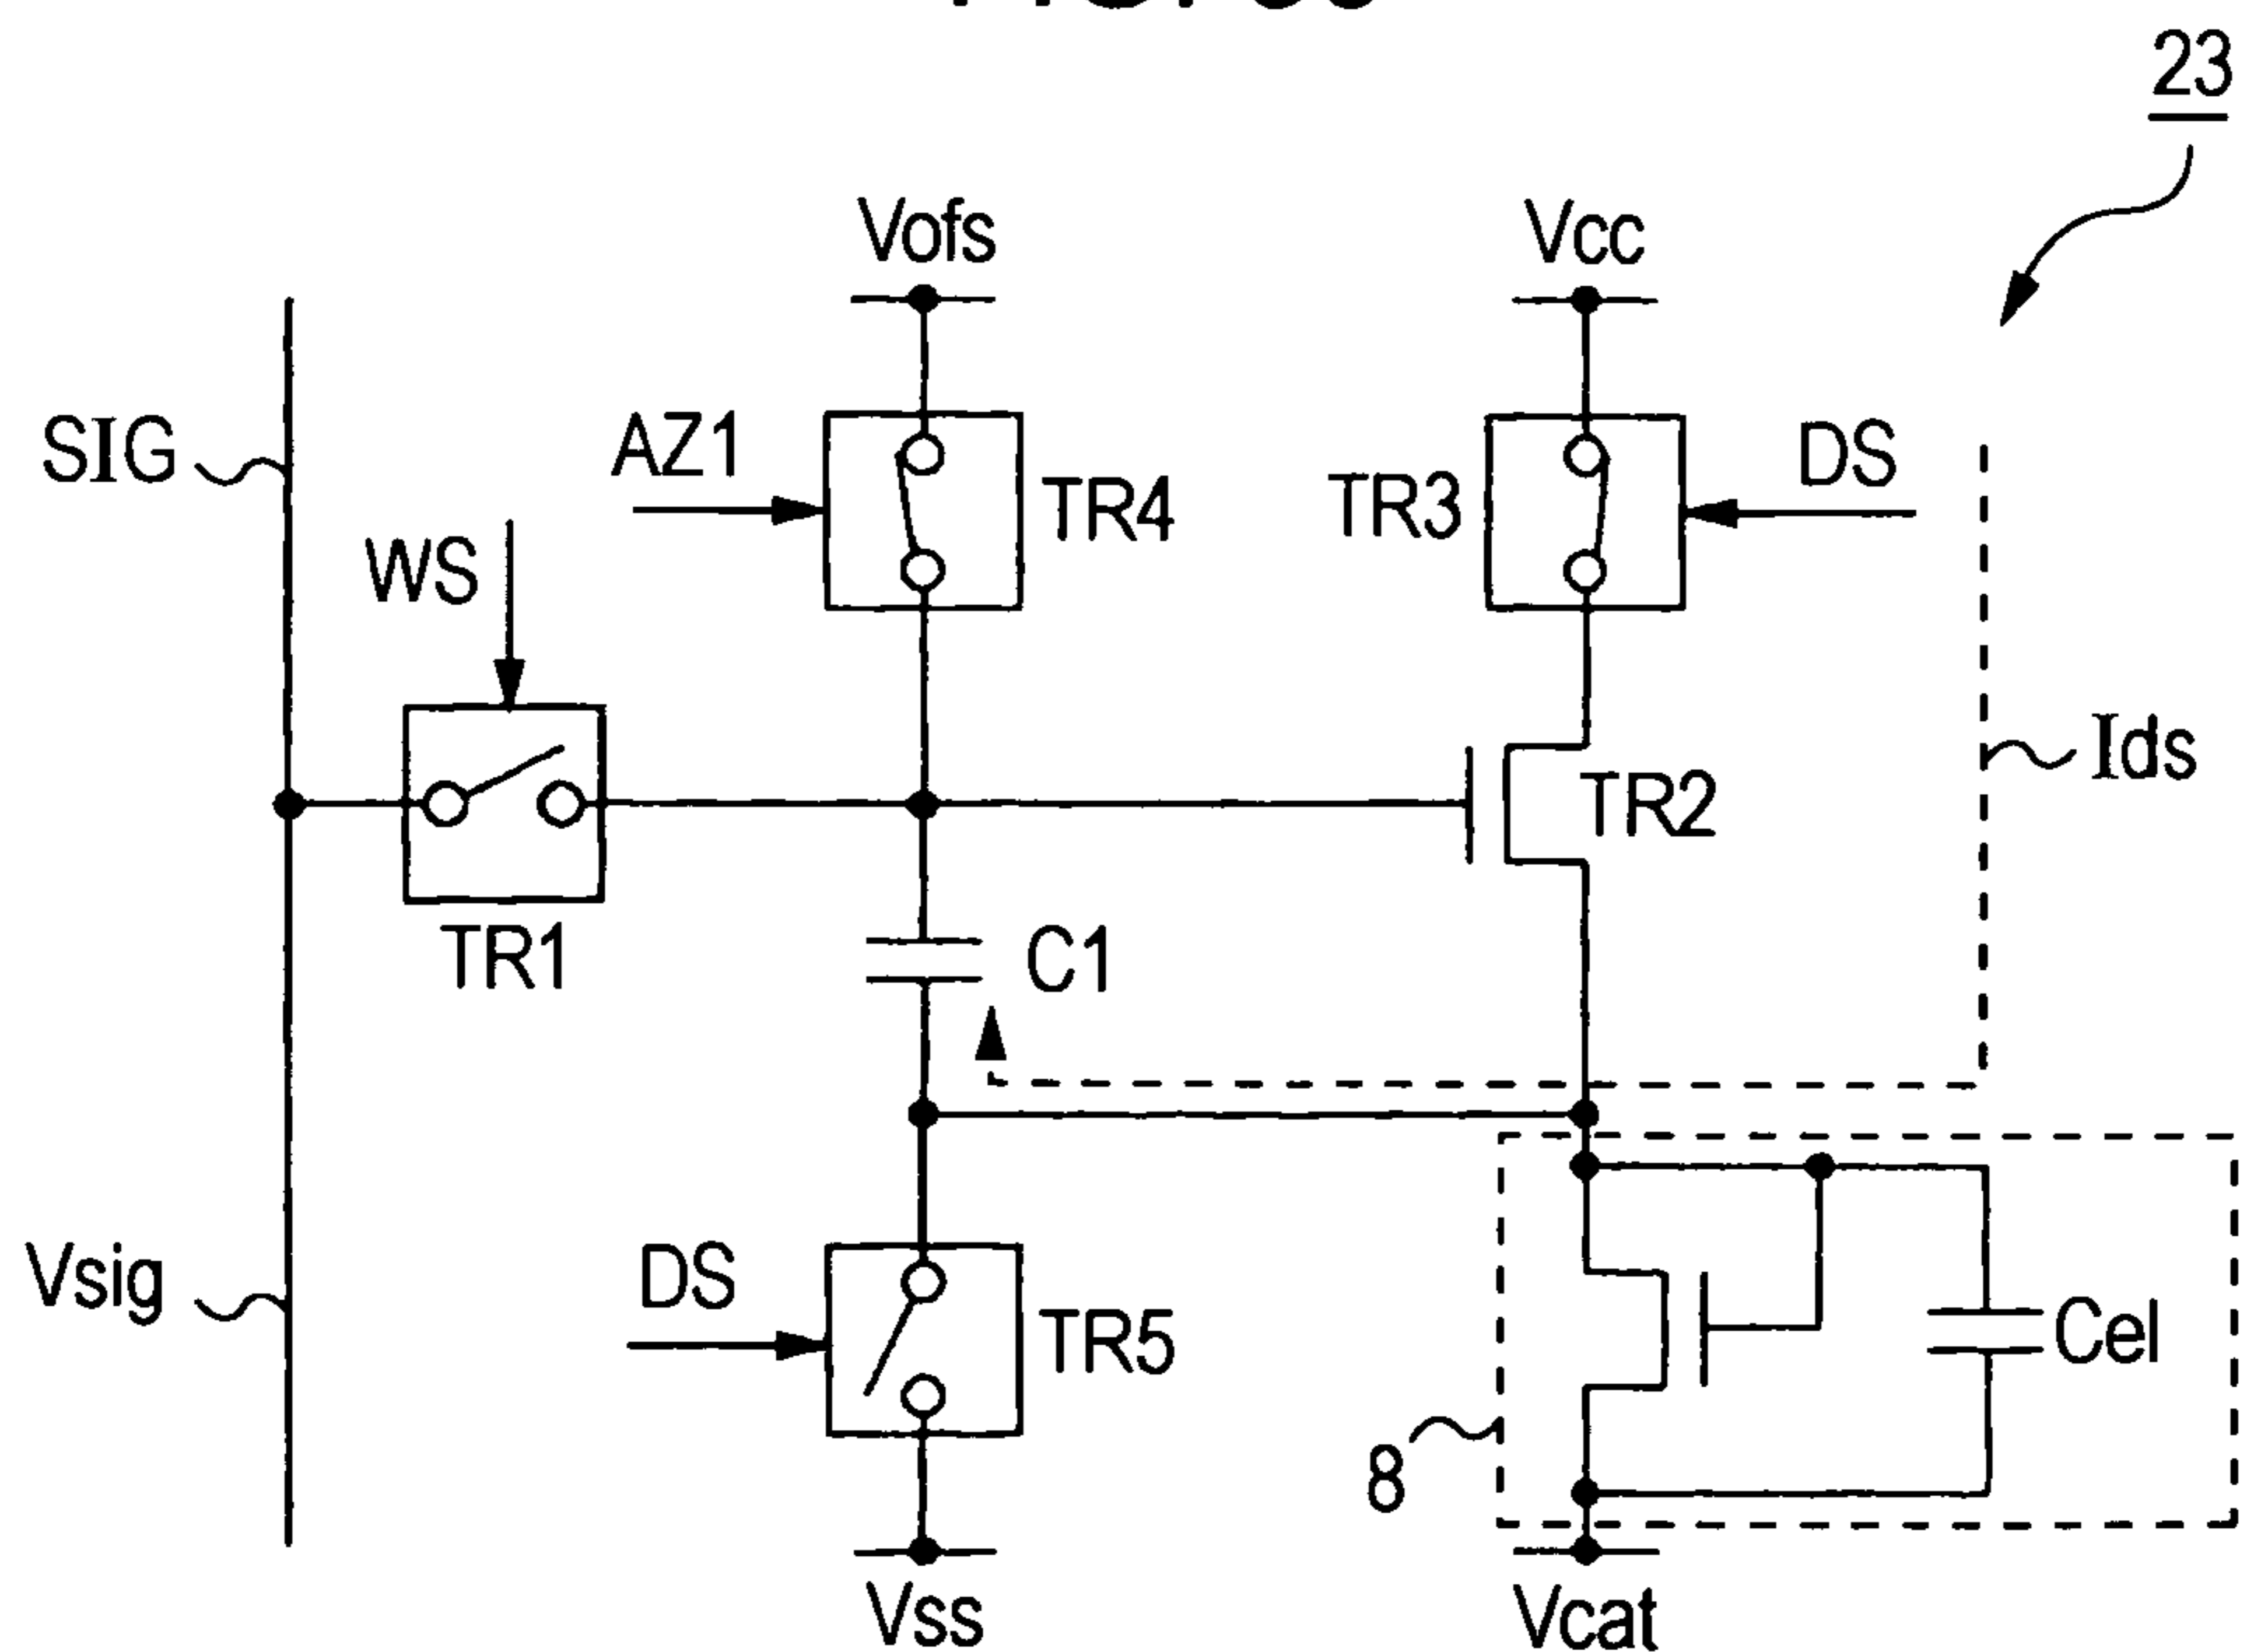 23
Vofs
Vcc
SIG
AZ1
TR4
TR3
DS
WS
Ids
TR2
TR1
C1
Vsig
DS
TR5
Cel
8
Vss
Vcat